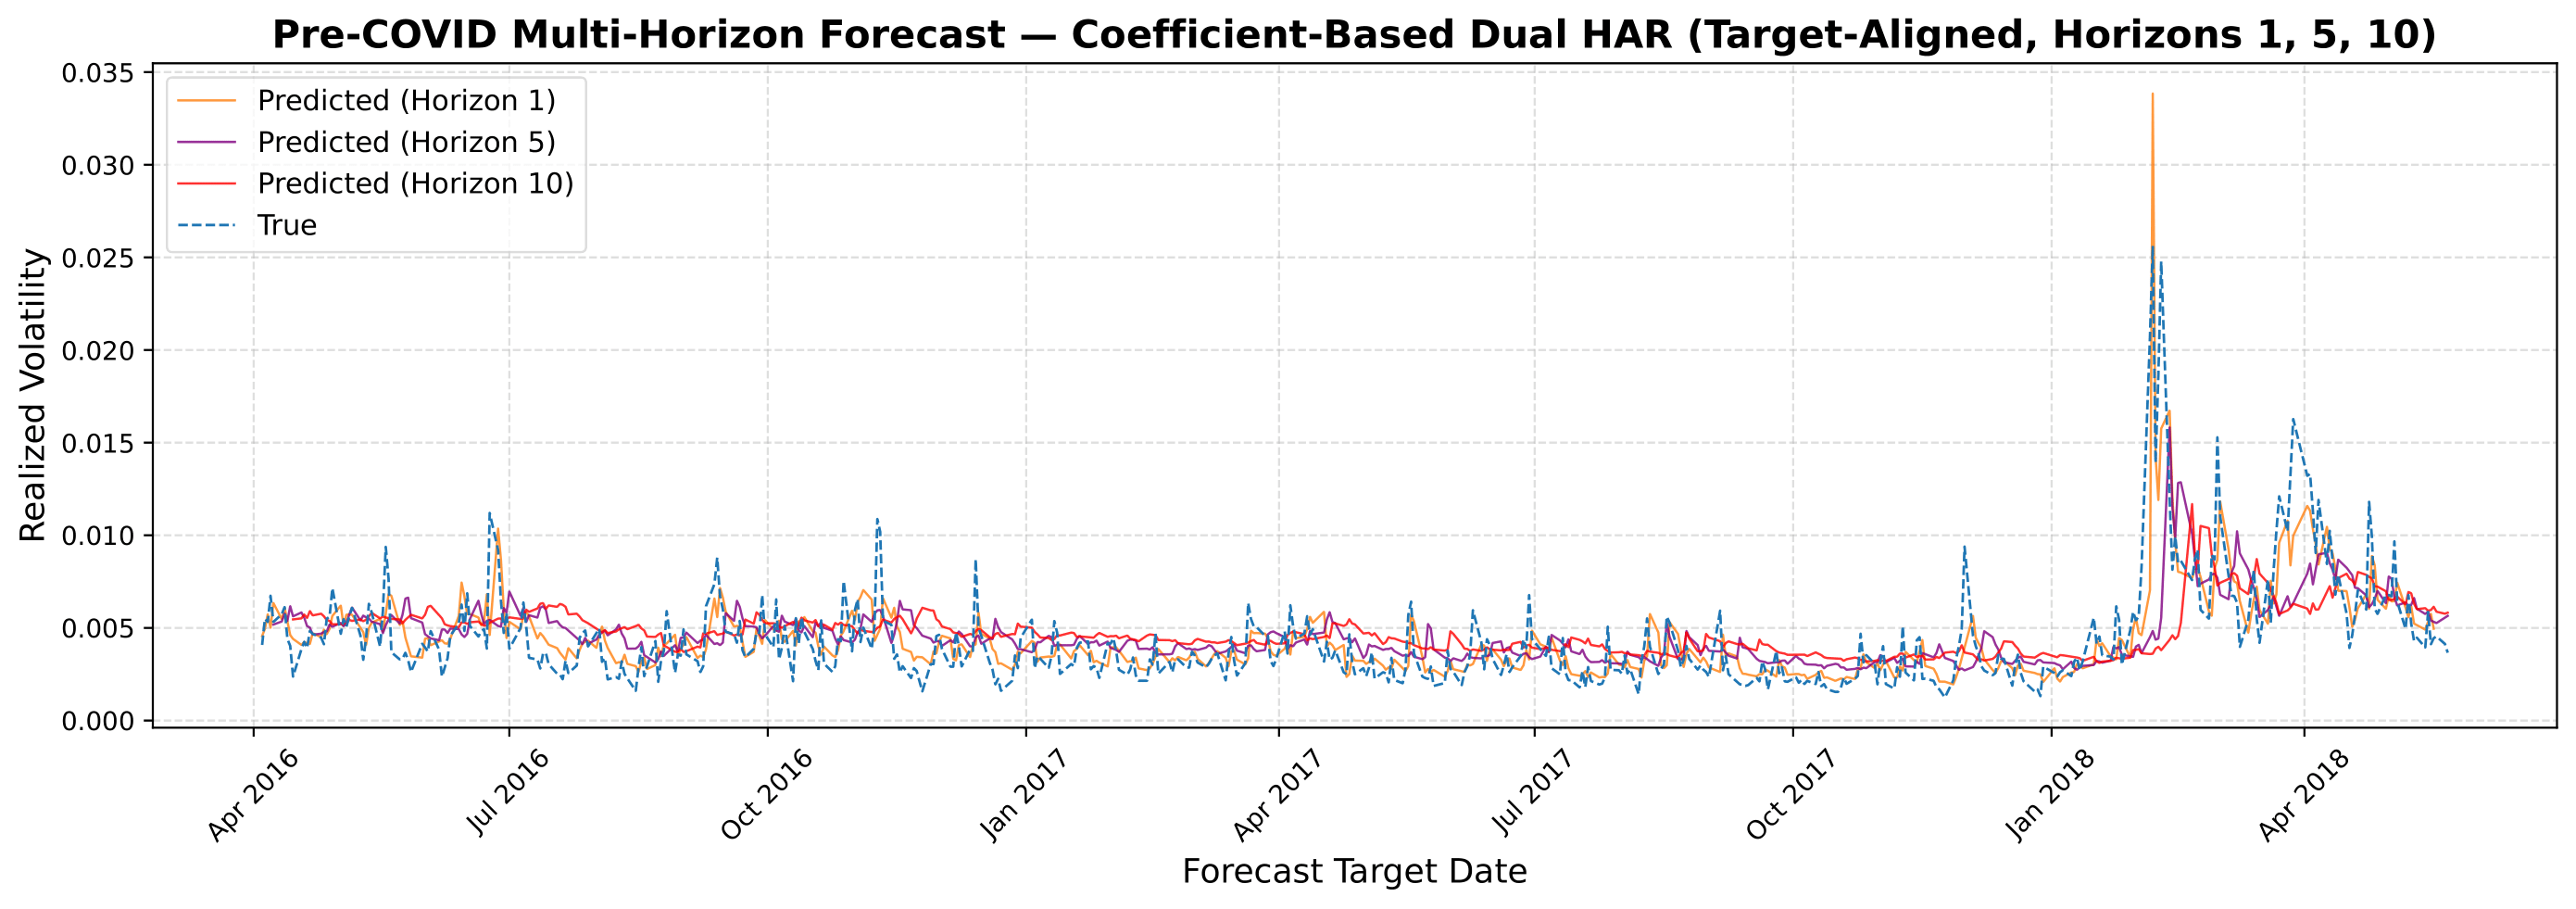 Pre-COVID Multi-Horizon Forecast — Coefficient-Based Dual HAR (Target-Aligned, Horizons 1, 5, 10)
Predicted (Horizon 1)
Predicted (Horizon 5)
Predicted (Horizon 10)
True
Realized Volatility
0.035
0.030
0.025
0.020
0.015
0.010
0.005
0.000
Apr 2016
Jul 2016
Oct 2016
Jan 2017
Apr 2017
Jul 2017
Oct 2017
Jan 2018
Apr 2018
Forecast Target Date